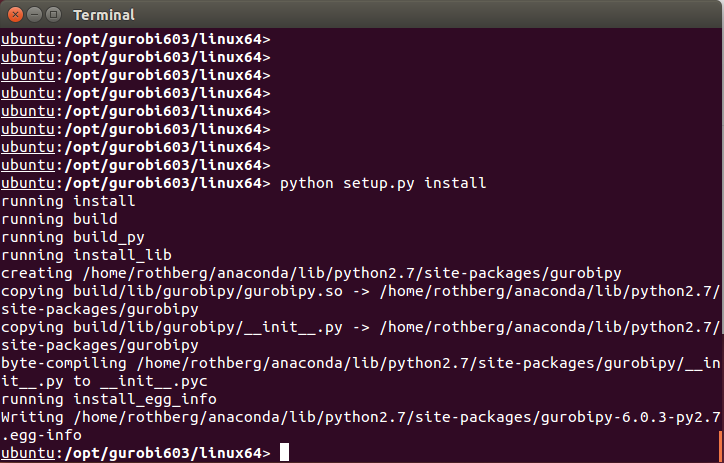 Terminal
ubuntu:/opt/gurobi603/linux64>
ubuntu:/opt/gurobi603/linux64>
ubuntu:/opt/gurobi603/linux64>
ubuntu:/opt/gurobi603/linux64>
ubuntu:/opt/gurobi603/linux64>
ubuntu:/opt/gurobi603/linux64>
ubuntu:/opt/gurobi603/linux64>
ubuntu:/opt/gurobi603/linux64>
ubuntu:/opt/gurobi603/linux64> python setup.py install
running install
running build
running build_py
running install_lib
creating /home/rothberg/anaconda/lib/python2.7/site-packages/gurobipy
copying build/lib/gurobipy/gurobipy.so -> /home/rothberg/anaconda/lib/python2.7/
site-packages/gurobipy
copying build/lib/gurobipy/__init__.py -> /home/rothberg/anaconda/lib/python2.7/
site-packages/gurobipy
byte-compiling /home/rothberg/anaconda/lib/python2.7/site-packages/gurobipy/__in
it__.py to __init__.pyc
running install_egg_info
Writing /home/rothberg/anaconda/lib/python2.7/site-packages/gurobipy-6.0.3-py2.7
.egg-info
ubuntu:/opt/gurobi603/linux64>